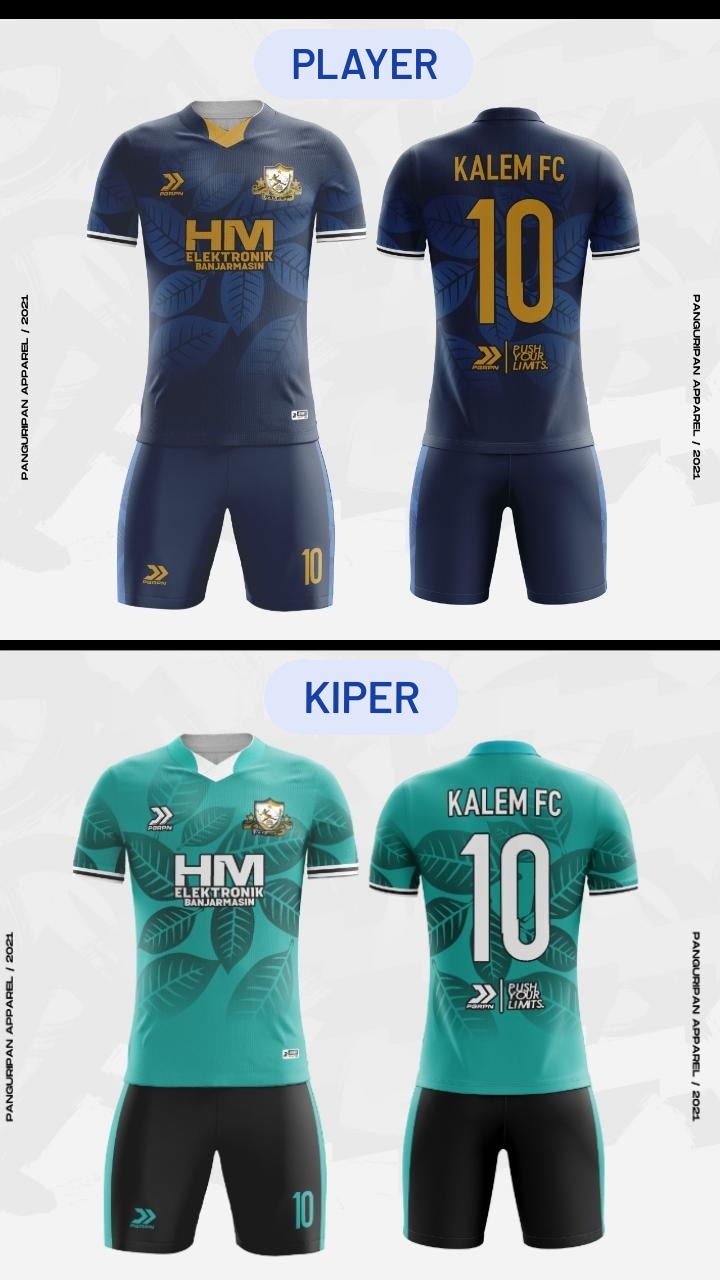 PLAYER
PGRPN
HM
ELEKTRONIK
BANJARMASIN
PGRPN
10
KALEM FC
10
PGRPN
PUSH
YOUR
LIMITS.
PANGURIPAN APPAREL / 2021
PANGURIPAN APPAREL / 2021
KIPER
PGRPN
HM
ELEKTRONIK
BANJARMASIN
PGRPN
10
KALEM FC
10
PGRPN
PUSH
YOUR
LIMITS.
PANGURIPAN APPAREL / 2021
PANGURIPAN APPAREL / 2021